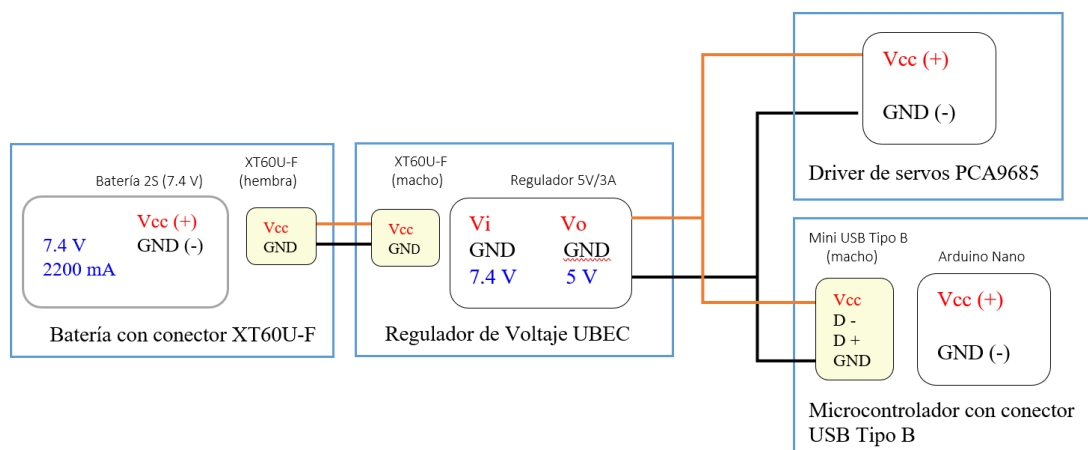 Batería 2S (7.4 V)
Vcc (+)
GND (-)
7.4 V
2200 mA
XT60U-F
(hembra)
Vcc
GND
Batería con conector XT60U-F
XT60U-F
(macho)
Vcc
GND
Regulador 5V/3A
Vi
GND
7.4 V
Vo
GND
5 V
Regulador de Voltaje UBEC
Vcc (+)
GND (-)
Driver de servos PCA9685
Mini USB Tipo B
(macho)
Vcc
D -
D +
GND
Arduino Nano
Vcc (+)
GND (-)
Microcontrolador con conector
USB Tipo B